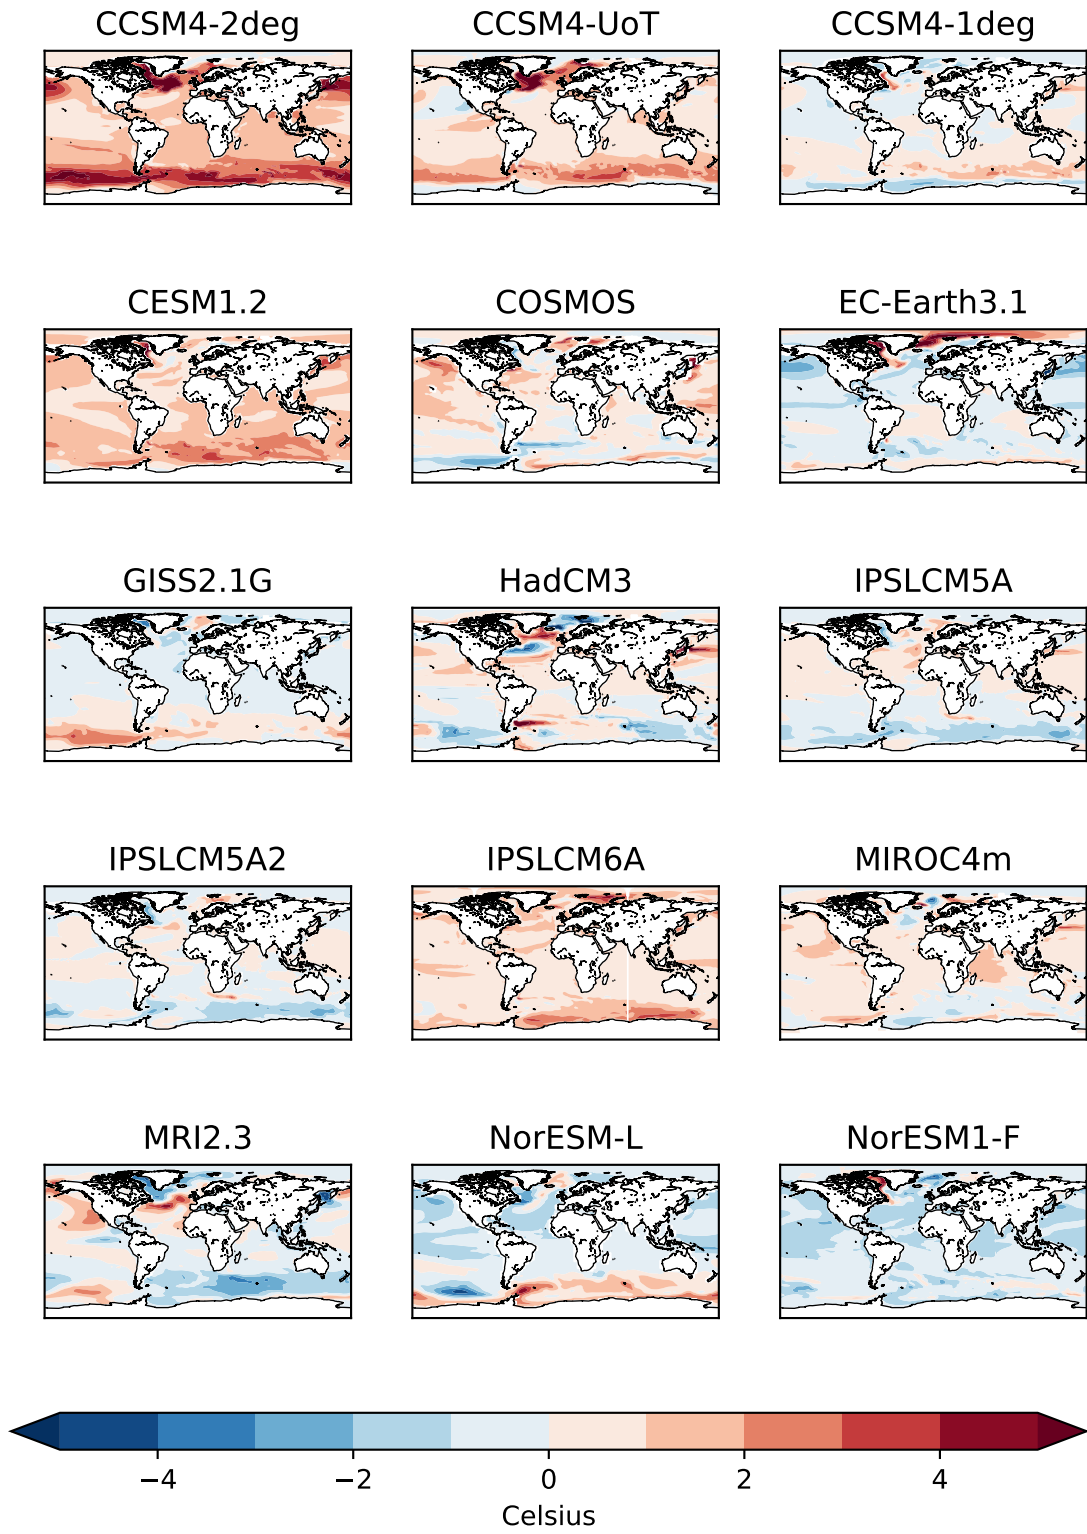 CCSM4-2deg CCSM4-UoT CCSM4-1deg
CESM1.2 COSMOS EC-Earth3.1
GISS2.1G HadCM3 IPSLCM5A
IPSLCM5A2 IPSLCM6A MIROC4m
MRI2.3 NorESM-L NorESM1-F
−4 −2 0 2 4
Celsius